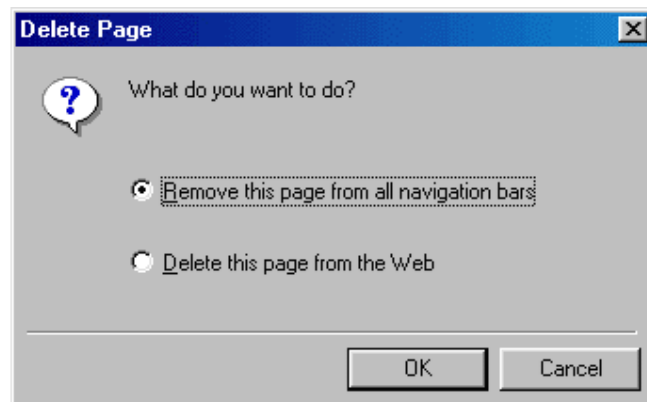 Delete Page
What do you want to do?
Remove this page from all navigation bars
Delete this page from the Web
OK
Cancel